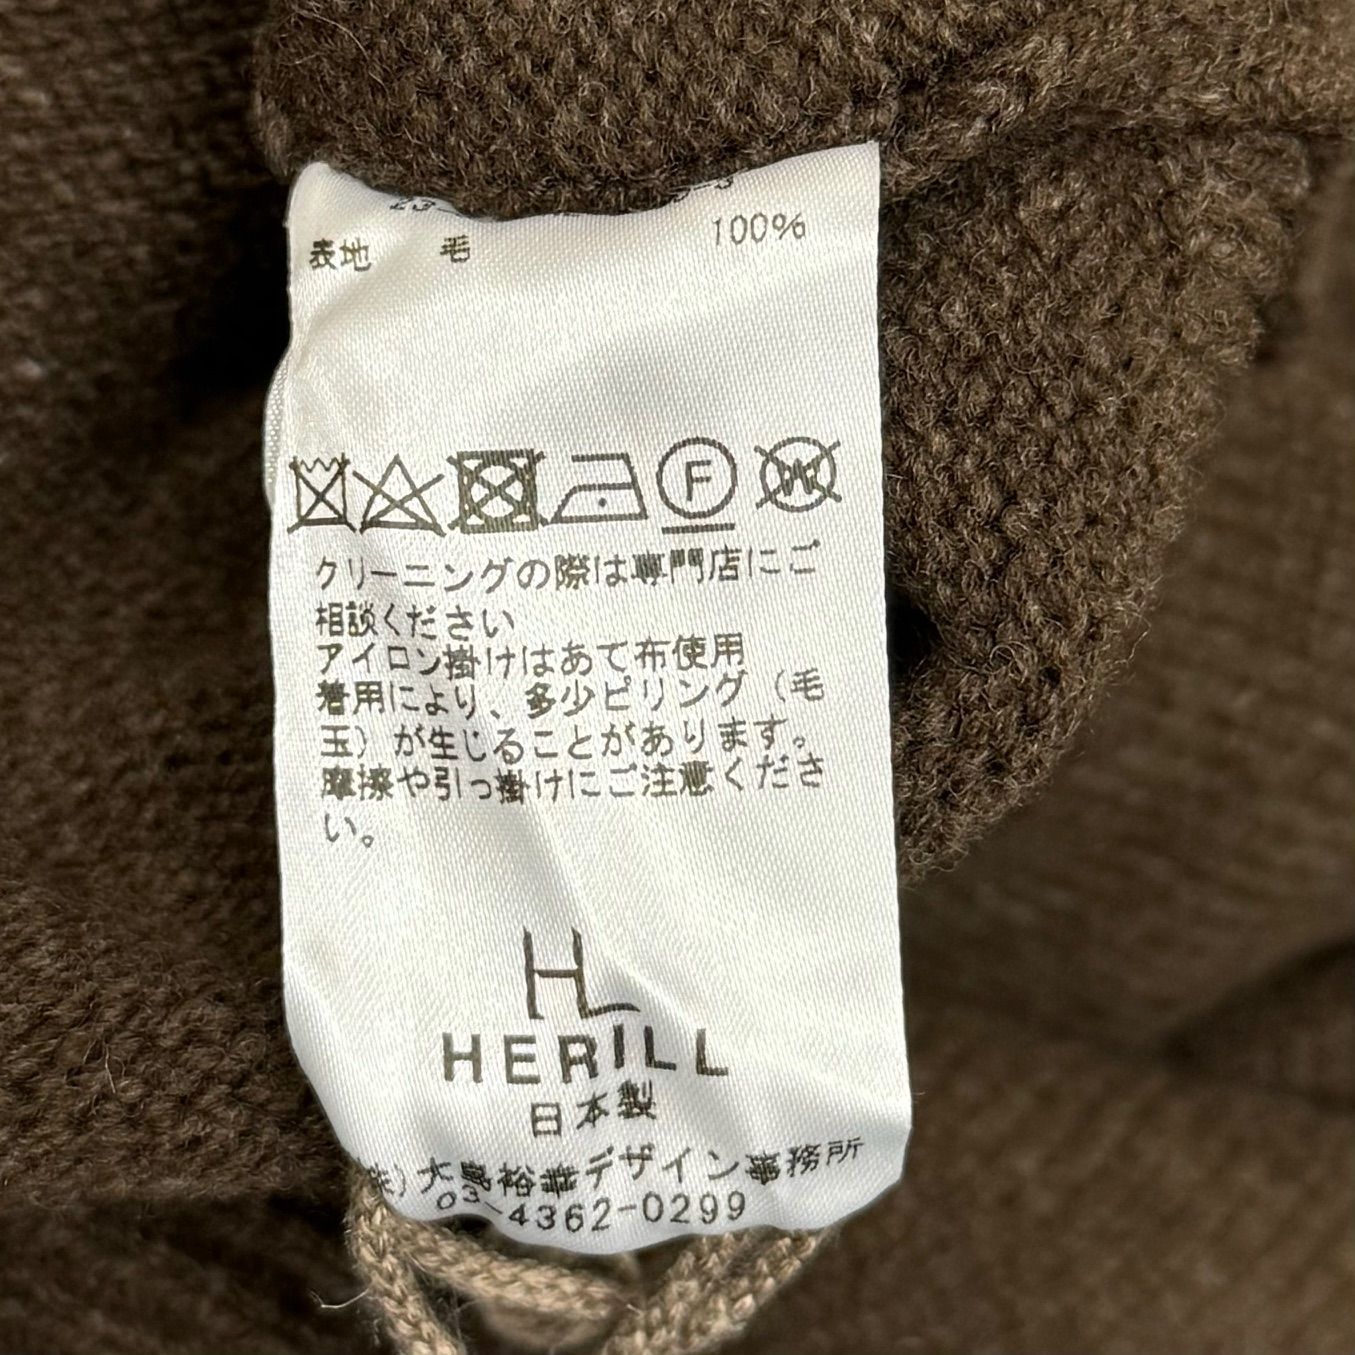 表地 毛 100%
F W
クリーニングの際は専門店にご
相談ください
アイロン掛けはあて布使用
着用により、多少ピリング（毛
玉）が生じることがあります。
摩擦や引っ掛けにご注意くださ
い。
HL
HERILL
日本製
大島裕幸デザイン事務所
03-4362-0299